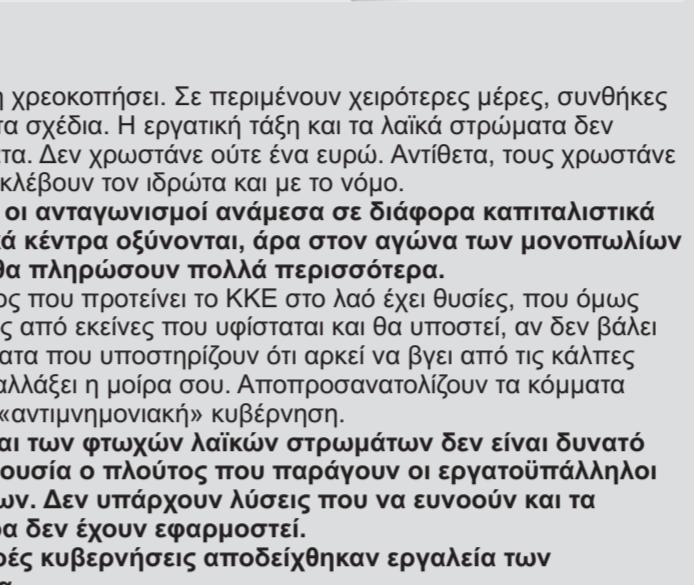 η χρεοκοπήσει. Σε περιμένουν χειρότερες μέρες, συνθήκες
τα σχέδια. Η εργατική τάξη και τα λαϊκά στρώματα δεν
τα. Δεν χρωστάνε ούτε ένα ευρώ. Αντίθετα, τους χρωστάνε
κλέβουν τον ιδρώτα και με το νόμο.
οι ανταγωνισμοί ανάμεσα σε διάφορα καπιταλιστικά
ά κέντρα οξύνονται, άρα στον αγώνα των μονοπωλίων
θα πληρώσουν πολλά περισσότερα.
ος που προτείνει το ΚΚΕ στο λαό έχει θυσίες, που όμως
ς από εκείνες που υφίσταται και θα υποστεί, αν δεν βάλει
ματα που υποστηρίζουν ότι αρκεί να βγει από τις κάλπες
αλλάξει η μοίρα σου. Αποπροσανατολίζουν τα κόμματα
«αντιμνημονιακή» κυβέρνηση.
αι των φτωχών λαϊκών στρωμάτων δεν είναι δυνατό
ουσία ο πλούτος που παράγουν οι εργατοϋπάλληλοι
ων. Δεν υπάρχουν λύσεις που να ευνοούν και τα
ρα δεν έχουν εφαρμοστεί.
ρές κυβερνήσεις αποδείχθηκαν εργαλεία των